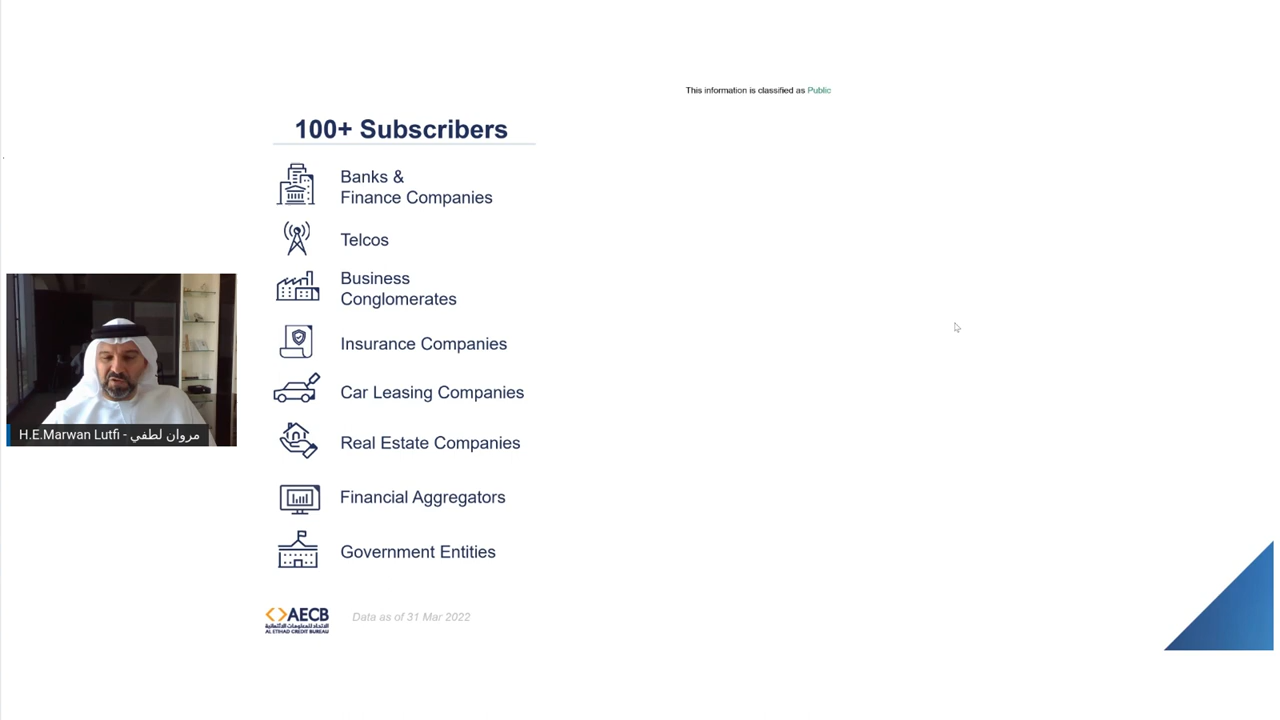 This information is classified as Public
100+ Subscribers
Banks &
Finance Companies
Telcos
Business
Conglomerates
Insurance Companies
Car Leasing Companies
Real Estate Companies
Financial Aggregators
Government Entities
H.E.Marwan Lutfi - مروان لطفي
AECB
الاتحاد للمعلومات الائتمانية
AL ETIHAD CREDIT BUREAU
Data as of 31 Mar 2022